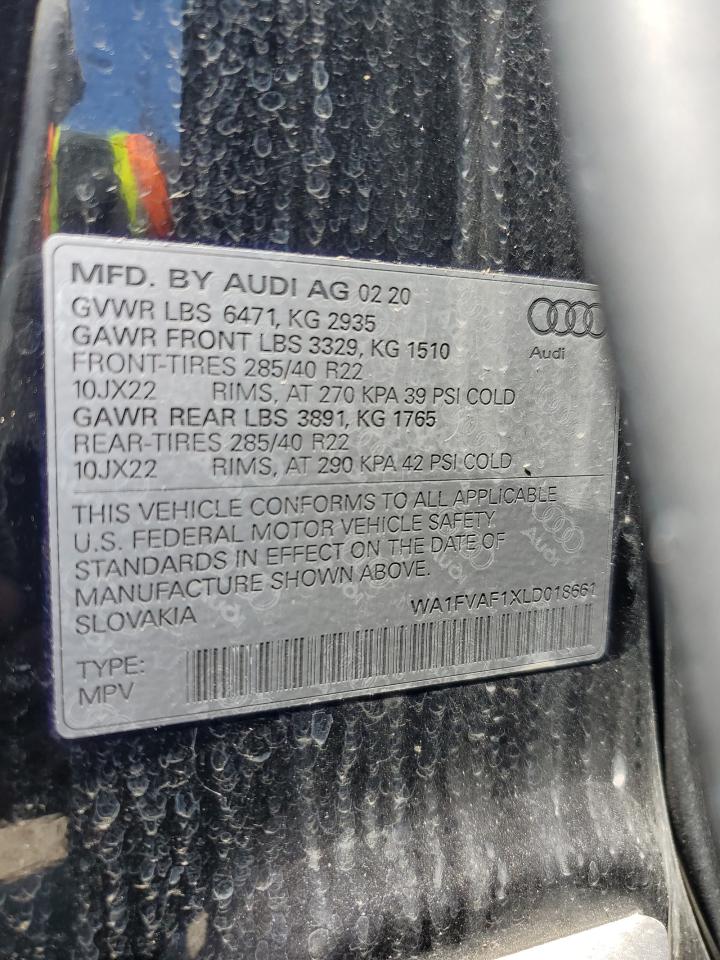 MFD. BY AUDI AG 02 20
GVWR LBS 6471, KG 2935
GAWR FRONT LBS 3329, KG 1510
FRONT-TIRES 285/40 R22
10JX22 RIMS, AT 270 KPA 39 PSI COLD
GAWR REAR LBS 3891, KG 1765
REAR-TIRES 285/40 R22
10JX22 RIMS, AT 290 KPA 42 PSI COLD
Audi
THIS VEHICLE CONFORMS TO ALL APPLICABLE
U.S. FEDERAL MOTOR VEHICLE SAFETY
STANDARDS IN EFFECT ON THE DATE OF
MANUFACTURE SHOWN ABOVE.
SLOVAKIA
WA1FVAF1XLD018661
TYPE:
MPV
Audi
Audi